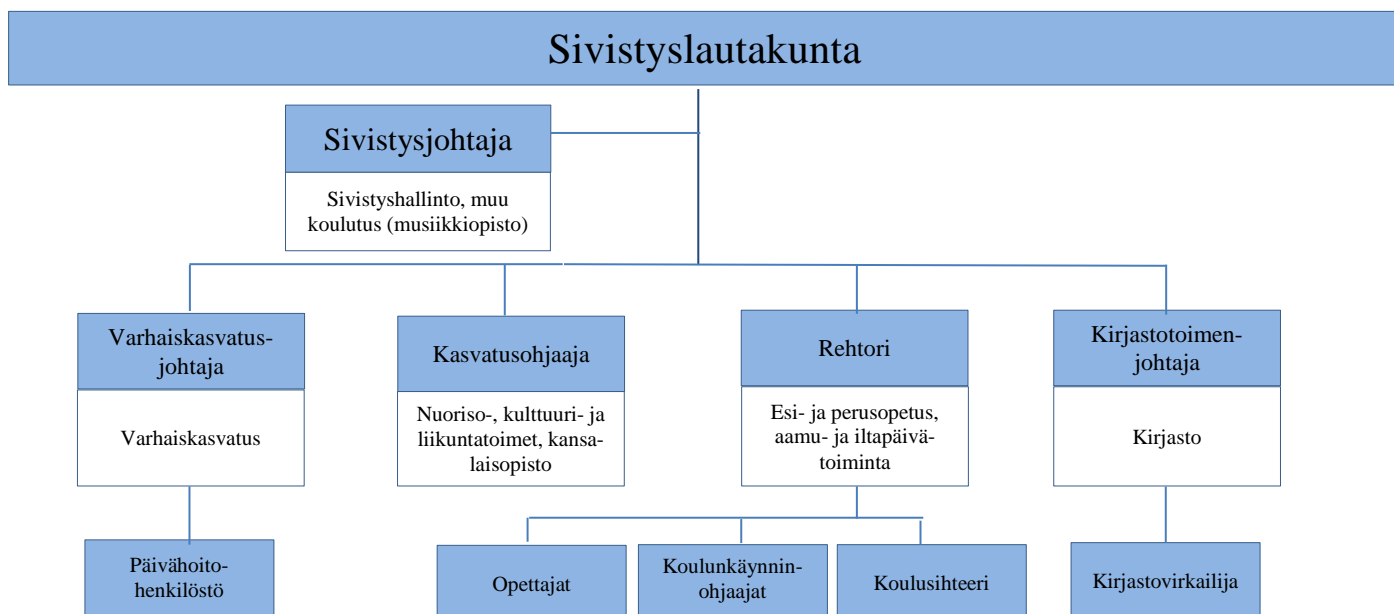 Sivistyslautakunta
Sivistysjohtaja
Sivistyshallinto, muu
koulutus (musiikkiopisto)
Varhaiskasvatus-
johtaja
Varhaiskasvatus
Kasvatusohjaaja
Nuoriso-, kulttuuri- ja
liikuntatoimet, kansa-
laisopisto
Rehtori
Esi- ja perusopetus,
aamu- ja iltapäivä-
toiminta
Kirjastotoimen-
johtaja
Kirjasto
Päivähoito-
henkilöstö
Opettajat
Koulunkäynnin-
ohjaajat
Koulusihteeri
Kirjastovirkailija